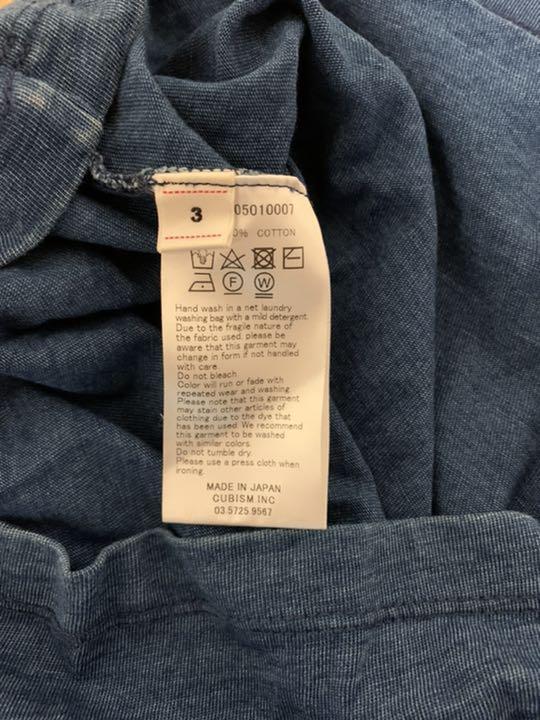 3
05010007
0% COTTON
F
W
Hand wash in a net laundry
washing bag with a mild detergent.
Due to the fragile nature of
the fabric used, please be
aware that this garment may
change in form if not handled
with care.
Do not bleach.
Color will run or fade with
repeated wear and washing.
Please note that this garment
may stain other articles of
clothing due to the dye that
has been used. We recommend
this garment to be washed
with similar colors.
Do not tumble dry.
Please use a press cloth when
ironing.
MADE IN JAPAN
CUBISM INC
03.5725.9567